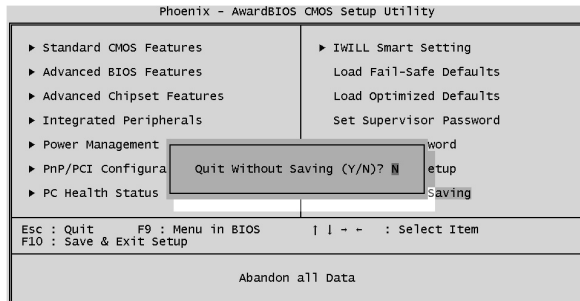 Phoenix - AwardBIOS CMOS Setup Utility
▶ Standard CMOS Features
▶ Advanced BIOS Features
▶ Advanced Chipset Features
▶ Integrated Peripherals
▶ Power Management
▶ PnP/PCI Configura
▶ PC Health Status
▶ IWILL Smart Setting
Load Fail-Safe Defaults
Load Optimized Defaults
Set Supervisor Password
word
etup
Saving
Quit Without Saving (Y/N)? N
Esc : Quit F9 : Menu in BIOS ↑ ↓ → ← : Select Item
F10 : Save & Exit Setup
Abandon all Data